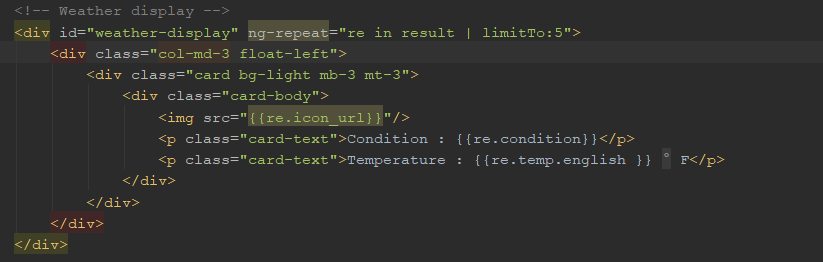 <!-- Weather display -->
<div id="weather-display" ng-repeat="re in result | limitTo:5">
<div class="col-md-3 float-left">
<div class="card bg-light mb-3 mt-3">
<div class="card-body">
<img src="{{re.icon_url}}"/>
<p class="card-text">Condition : {{re.condition}}</p>
<p class="card-text">Temperature : {{re.temp.english }} ° F</p>
</div>
</div>
</div>
</div>